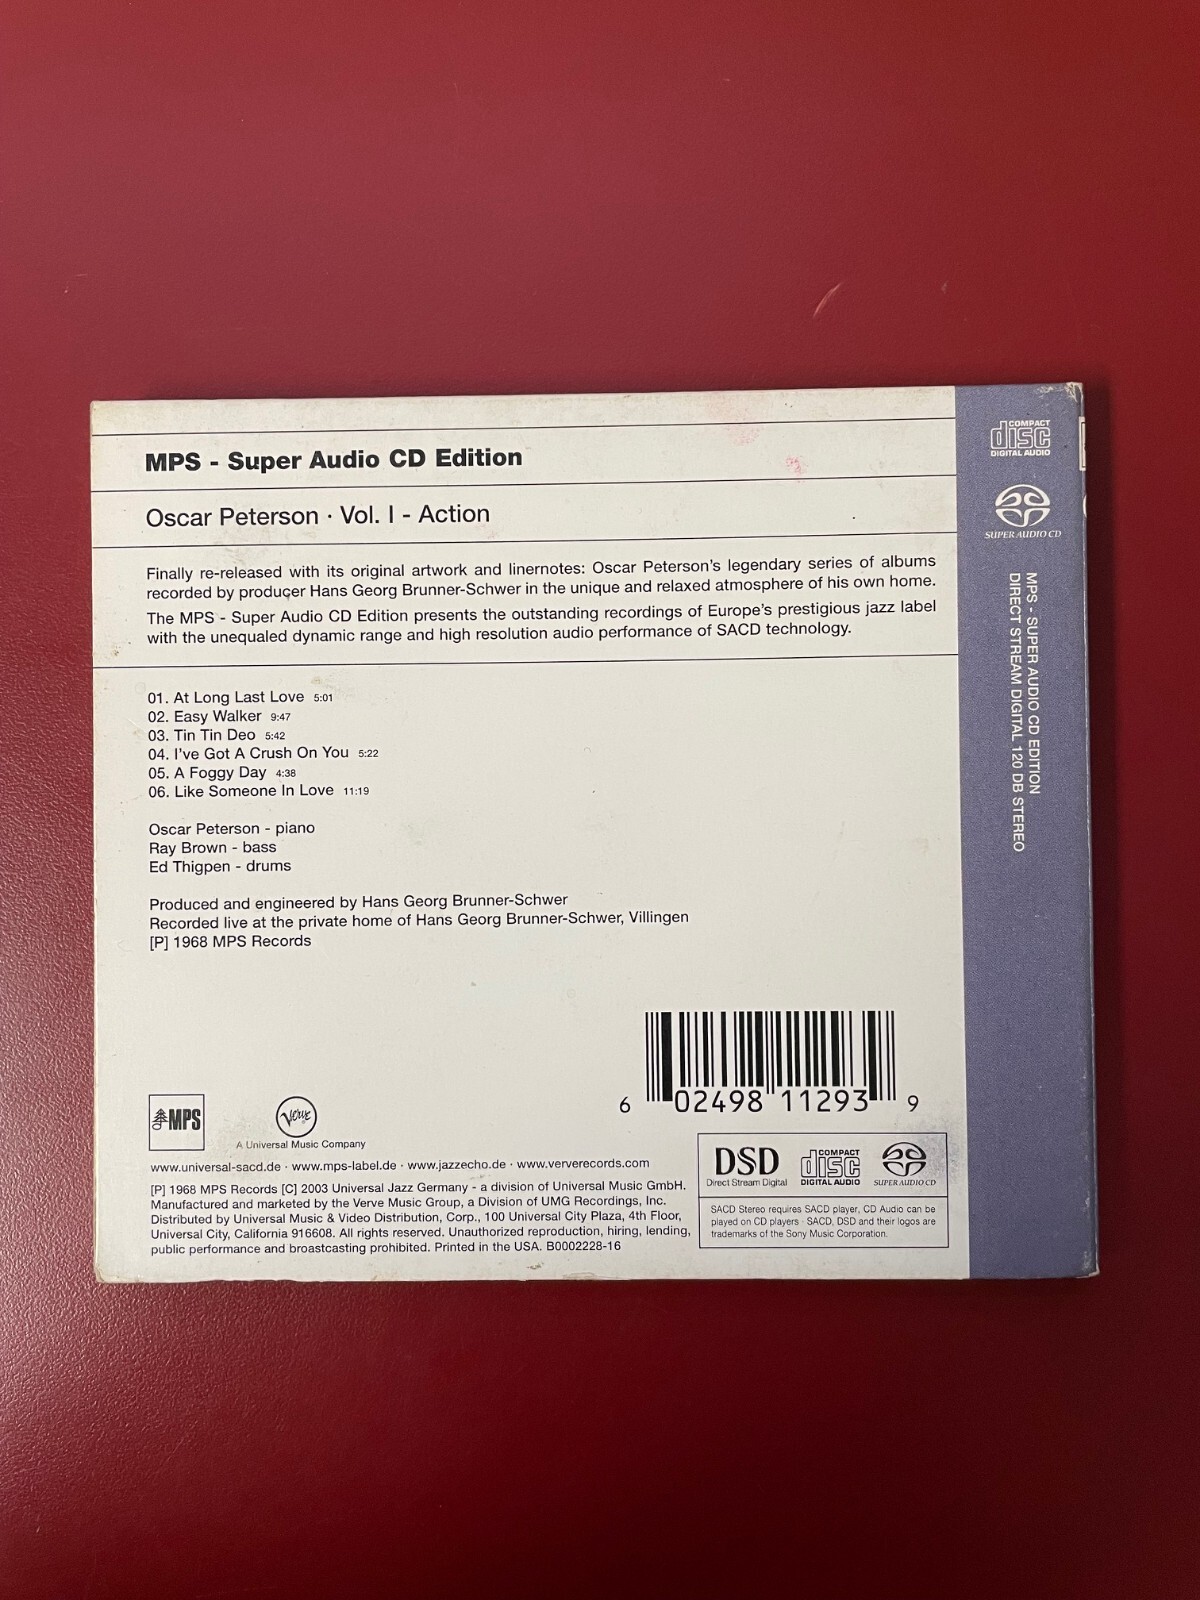 MPS - Super Audio CD Edition
Oscar Peterson · Vol. I - Action
Finally re-released with its original artwork and linernotes: Oscar Peterson's legendary series of albums
recorded by producer Hans Georg Brunner-Schwer in the unique and relaxed atmosphere of his own home.
The MPS - Super Audio CD Edition presents the outstanding recordings of Europe's prestigious jazz label
with the unequaled dynamic range and high resolution audio performance of SACD technology.
01. At Long Last Love 5:01
02. Easy Walker 9:47
03. Tin Tin Deo 5:42
04. I've Got A Crush On You 5:22
05. A Foggy Day 4:38
06. Like Someone In Love 11:19
Oscar Peterson - piano
Ray Brown - bass
Ed Thigpen - drums
Produced and engineered by Hans Georg Brunner-Schwer
Recorded live at the private home of Hans Georg Brunner-Schwer, Villingen
[P] 1968 MPS Records
6 02498 11293 9
MPS
Verve
A Universal Music Company
www.universal-sacd.de · www.mps-label.de · www.jazzecho.de · www.ververecords.com
[P] 1968 MPS Records [C] 2003 Universal Jazz Germany - a division of Universal Music GmbH.
Manufactured and marketed by the Verve Music Group, a Division of UMG Recordings, Inc.
Distributed by Universal Music & Video Distribution, Corp., 100 Universal City Plaza, 4th Floor,
Universal City, California 916608. All rights reserved. Unauthorized reproduction, hiring, lending,
public performance and broastcasting prohibited. Printed in the USA. B0002228-16
DSD
Direct Stream Digital
COMPACT
disc
DIGITAL AUDIO
SUPER AUDIO CD
SACD Stereo requires SACD player, CD Audio can be
played on CD players · SACD, DSD and their logos are
trademarks of the Sony Music Corporation.
COMPACT
disc
DIGITAL AUDIO
SUPER AUDIO CD
MPS - SUPER AUDIO CD EDITION
DIRECT STREAM DIGITAL 120 DB STEREO